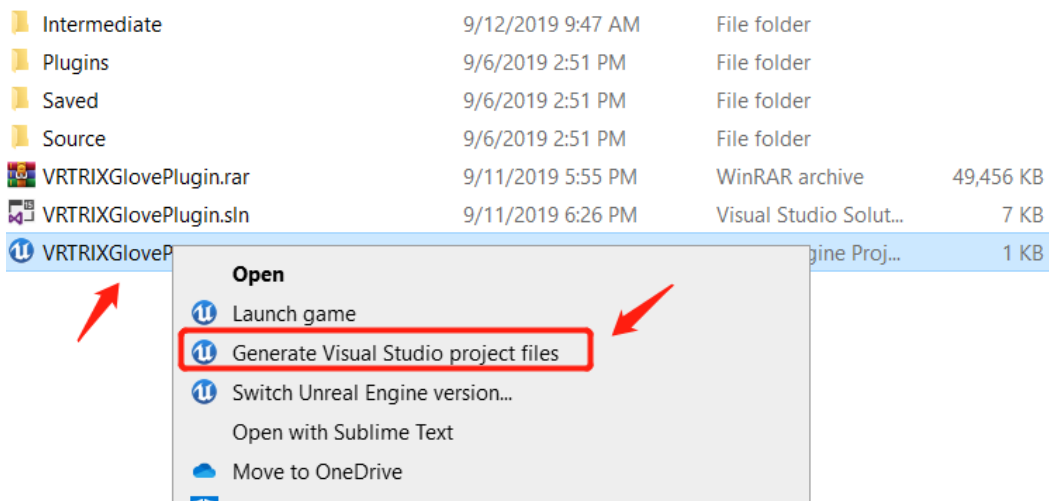 Intermediate 9/12/2019 9:47 AM File folder
Plugins 9/6/2019 2:51 PM File folder
Saved 9/6/2019 2:51 PM File folder
Source 9/6/2019 2:51 PM File folder
VRTRIXGlovePlugin.rar 9/11/2019 5:55 PM WinRAR archive 49,456 KB
VRTRIXGlovePlugin.sln 9/11/2019 6:26 PM Visual Studio Solut... 7 KB
VRTRIXGloveP gine Proj... 1 KB
Open
Launch game
Generate Visual Studio project files
Switch Unreal Engine version...
Open with Sublime Text
Move to OneDrive